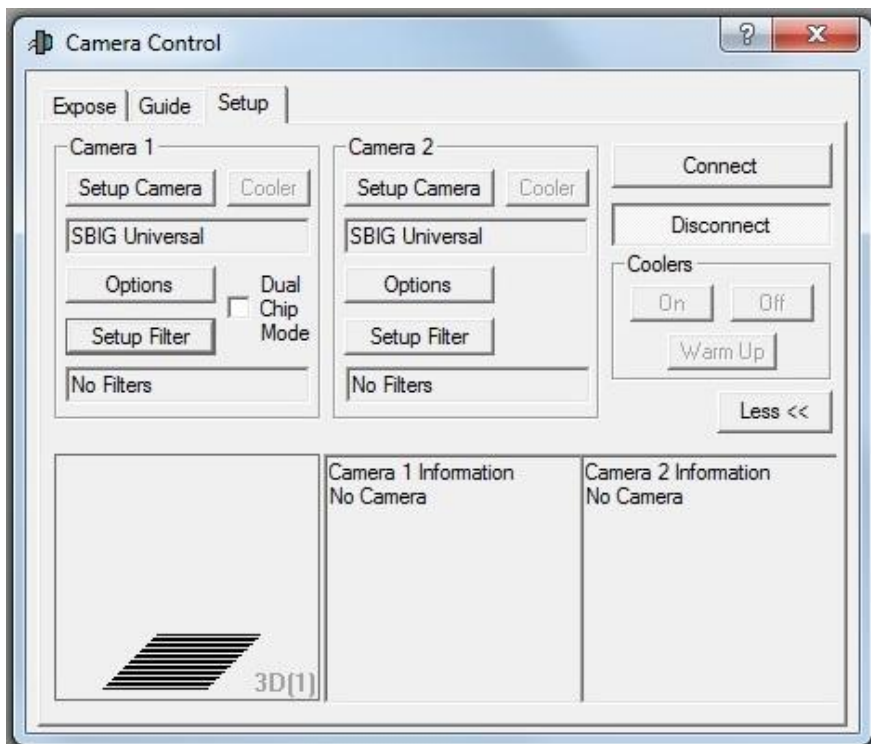 Camera Control
?
X
Expose
Guide
Setup
Camera 1
Setup Camera
Cooler
SBIG Universal
Options
Dual
Chip
Mode
Setup Filter
No Filters
Camera 2
Setup Camera
Cooler
SBIG Universal
Options
Setup Filter
No Filters
Connect
Disconnect
Coolers
On
Off
Warm Up
Less <<
3D(1)
Camera 1 Information
No Camera
Camera 2 Information
No Camera